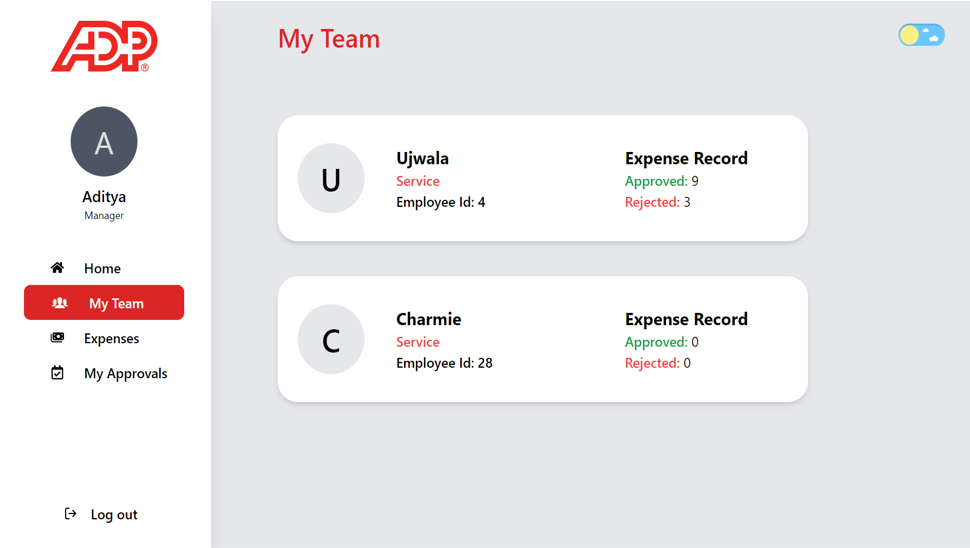 ADP®
A
Aditya
Manager
Home
My Team
Expenses
My Approvals
Log out
My Team
U
Ujwala
Service
Employee Id: 4
Expense Record
Approved: 9
Rejected: 3
C
Charmie
Service
Employee Id: 28
Expense Record
Approved: 0
Rejected: 0